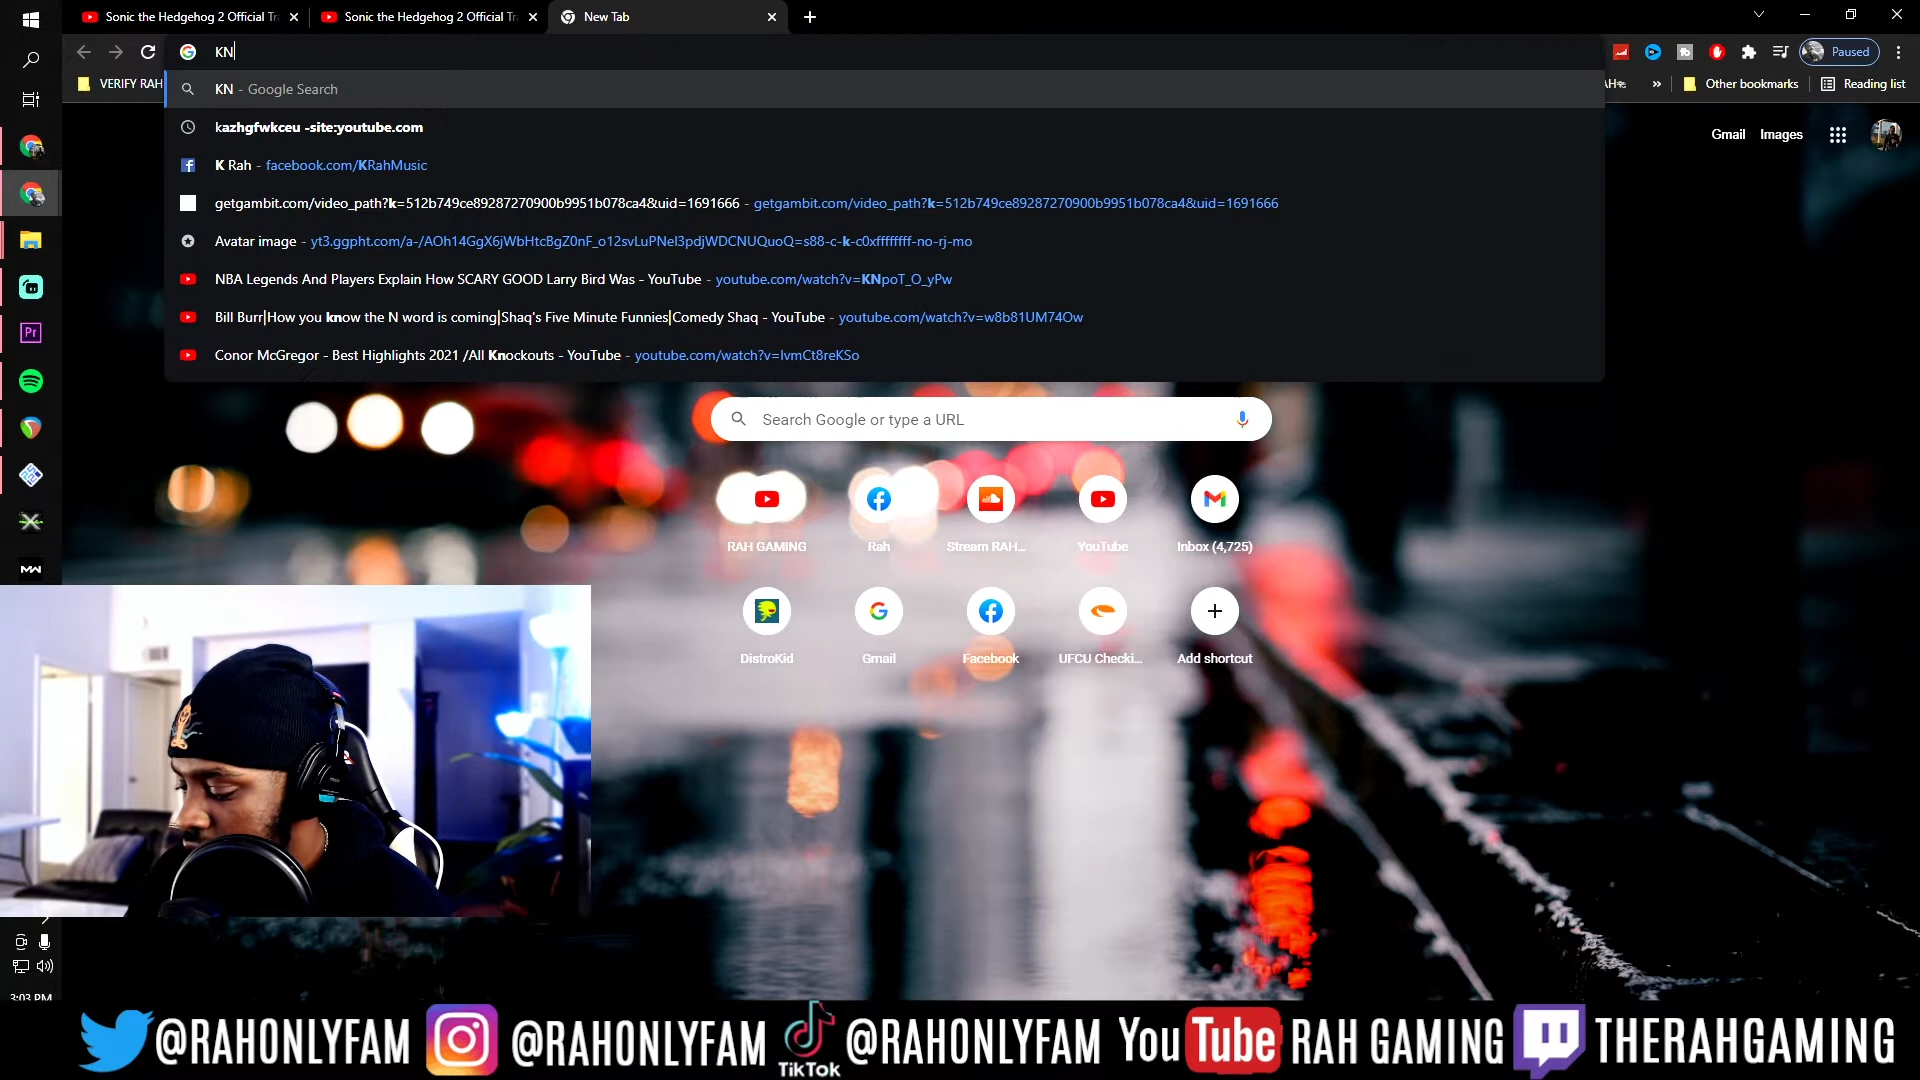 Sonic the Hedgehog 2 Official Tr
Sonic the Hedgehog 2 Official Tr
New Tab
KN
Paused
VERIFY RAH
Other bookmarks
Reading list
KN - Google Search
kazhgfwkceu -site:youtube.com
K Rah - facebook.com/KRahMusic
getgambit.com/video_path?k=512b749ce89287270900b9951b078ca4&uid=1691666 - getgambit.com/video_path?k=512b749ce89287270900b9951b078ca4&uid=1691666
Avatar image - yt3.ggpht.com/a-/AOh14GgX6jWbHtcBgZ0nF_o12svLuPNel3pdjWDCNUQuoQ=s88-c-k-c0xffffffff-no-rj-mo
NBA Legends And Players Explain How SCARY GOOD Larry Bird Was - YouTube - youtube.com/watch?v=KNpoT_O_yPw
Bill Burr|How you know the N word is coming|Shaq's Five Minute Funnies|Comedy Shaq - YouTube - youtube.com/watch?v=w8b81UM74Ow
Conor McGregor - Best Highlights 2021 /All Knockouts - YouTube - youtube.com/watch?v=IvmCt8reKSo
Gmail
Images
Search Google or type a URL
RAH GAMING
Rah
Stream RAH...
YouTube
Inbox (4,725)
DistroKid
Gmail
Facebook
UFCU Checki...
Add shortcut
Pr
MW
3:03 PM
@RAHONLYFAM
@RAHONLYFAM
TikTok
@RAHONLYFAM
YouTube RAH GAMING
THERAHGAMING